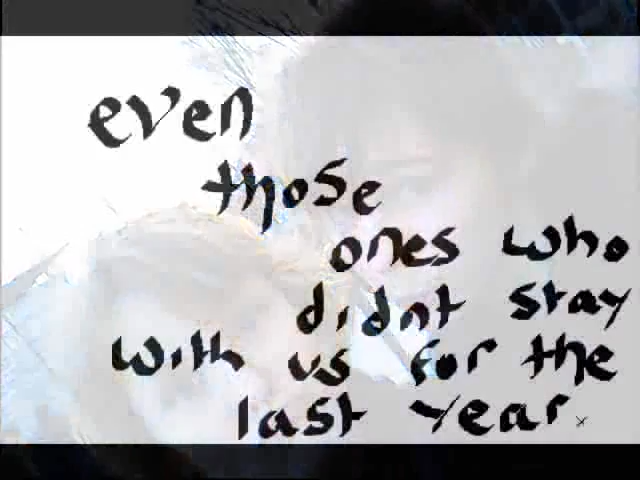 even
those
ones who
didnt stay
with us for the
last year.